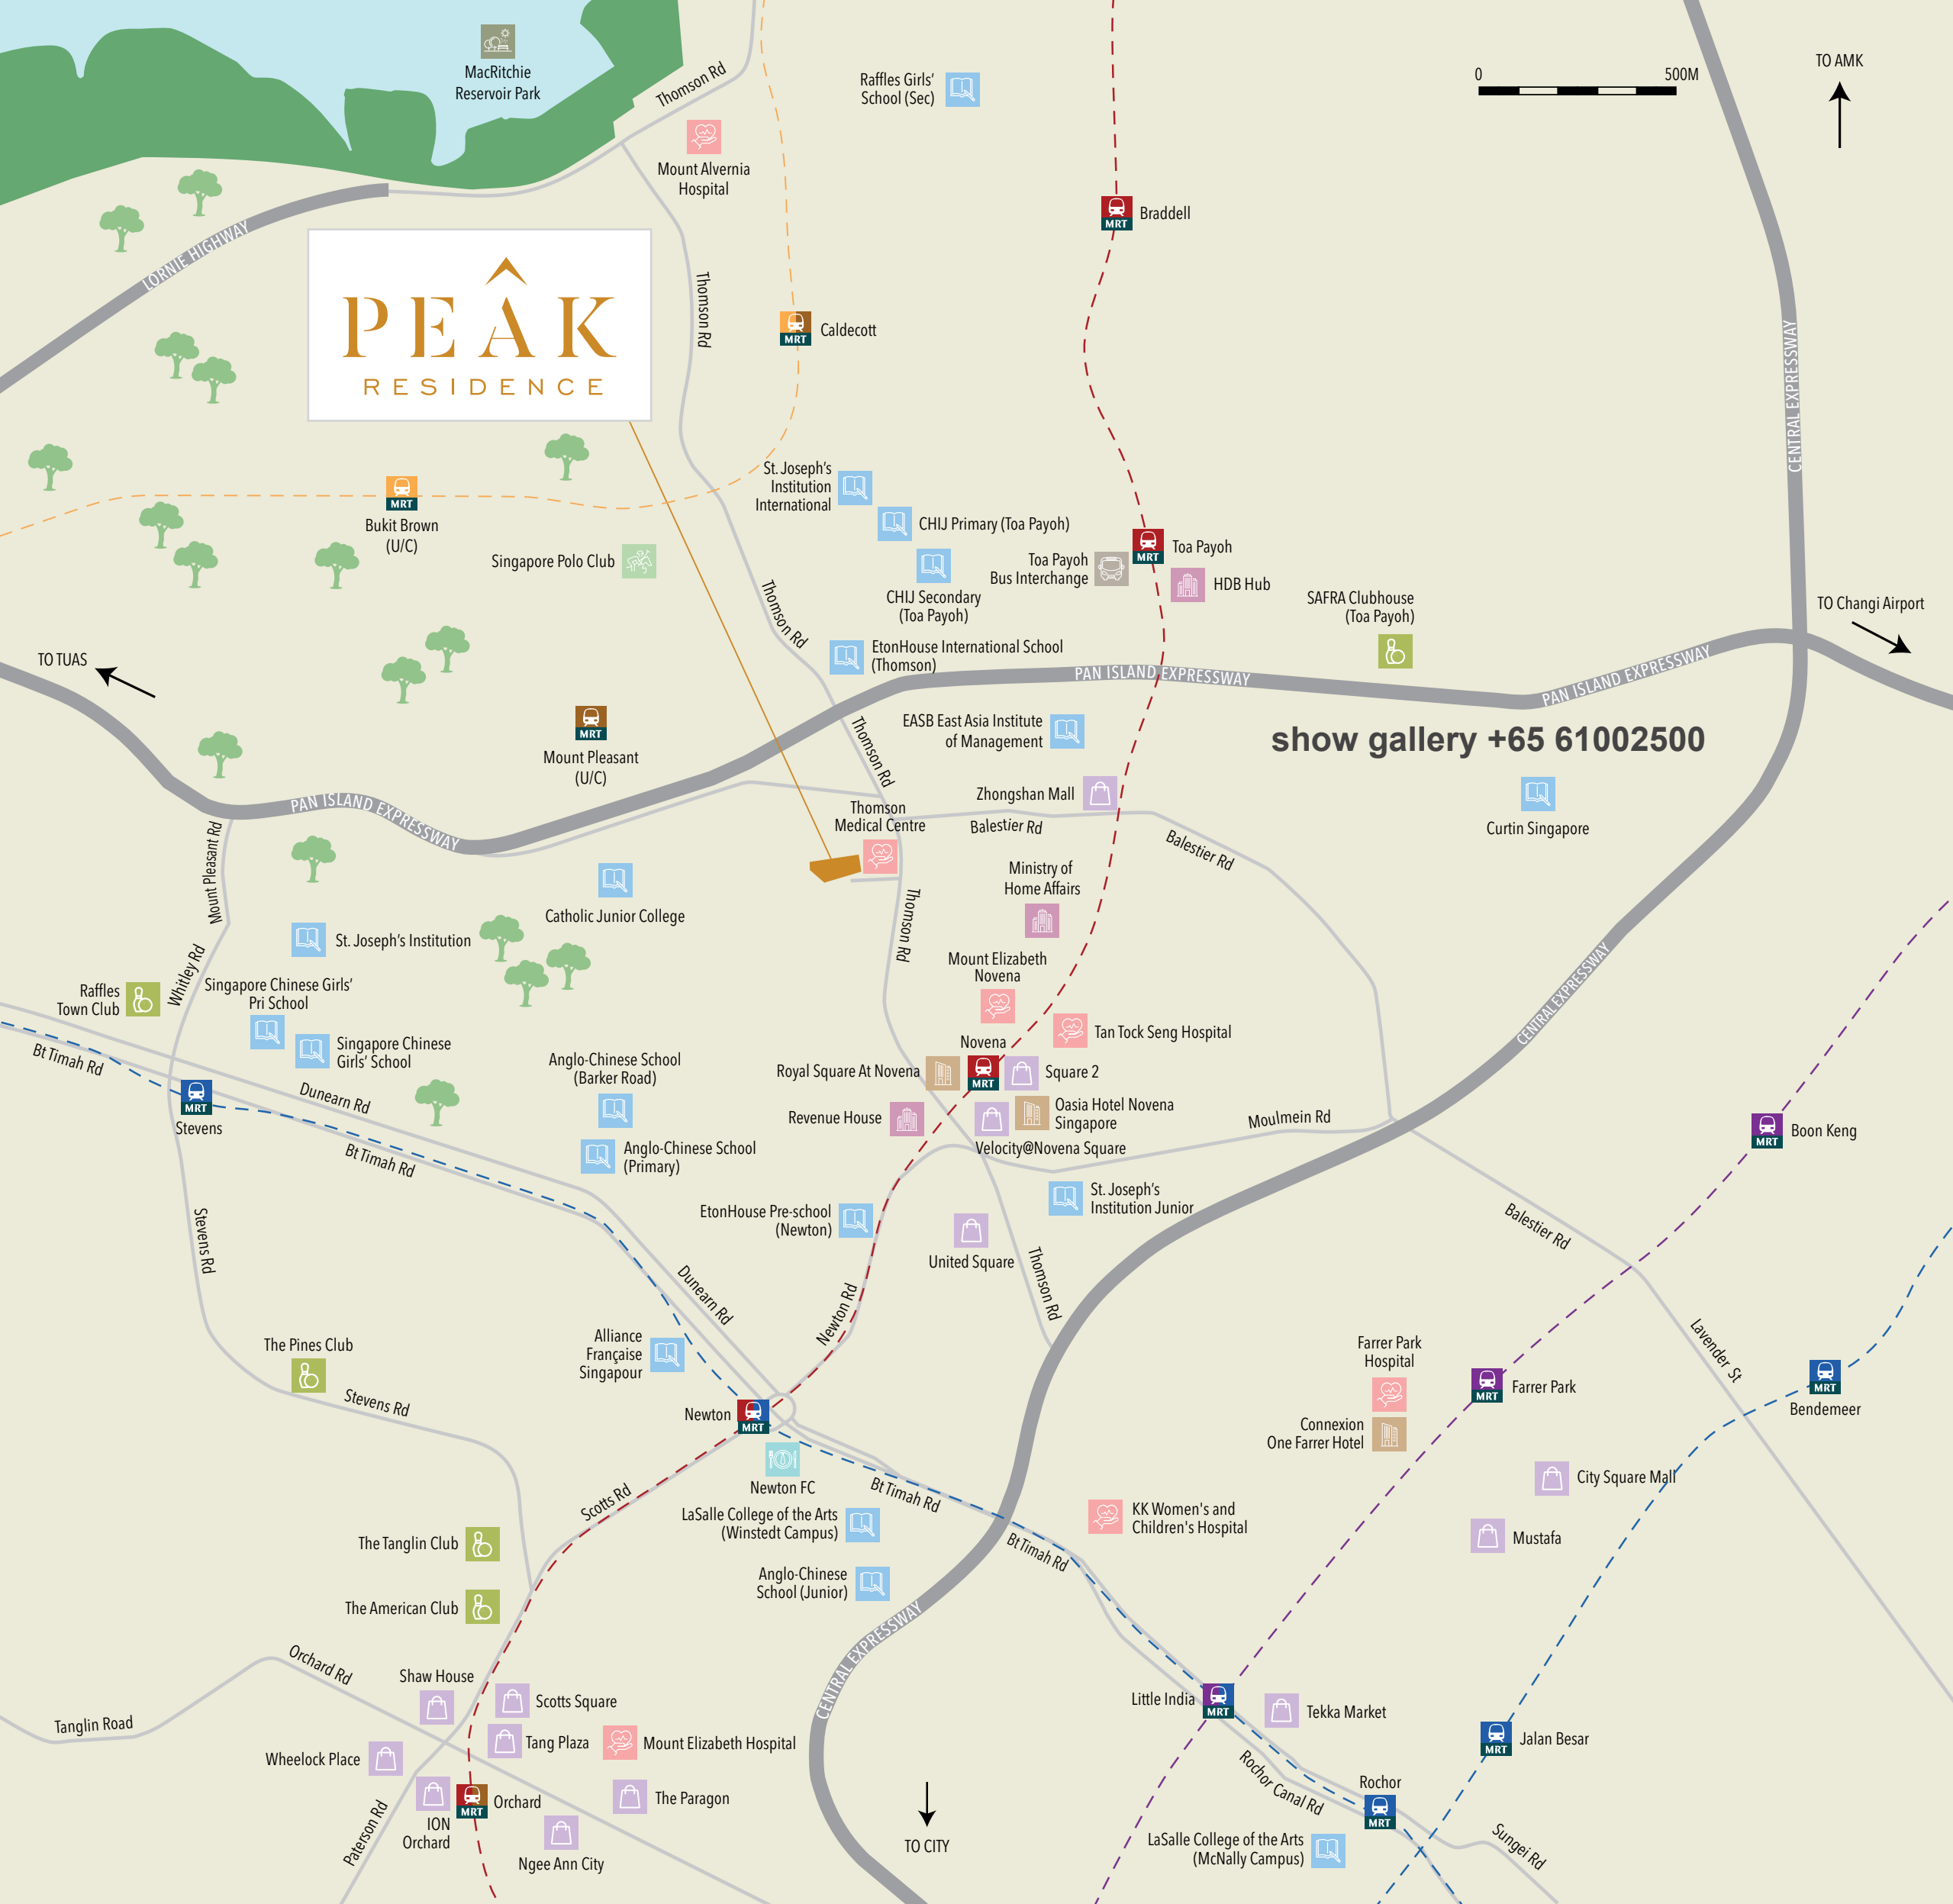 MacRitchie
Reservoir Park
Thomson Rd
Raffles Girls'
School (Sec)
0
500M
TO AMK
Mount Alvernia
Hospital
MRT
Braddell
LORNIE HIGHWAY
PEÂK
RESIDENCE
Thomson Rd
MRT
Caldecott
CENTRAL EXPRESSWAY
St. Joseph's
Institution
International
MRT
Bukit Brown
(U/C)
CHIJ Primary (Toa Payoh)
MRT
Toa Payoh
Singapore Polo Club
Toa Payoh
Bus Interchange
HDB Hub
CHIJ Secondary
(Toa Payoh)
SAFRA Clubhouse
(Toa Payoh)
TO Changi Airport
Thomson Rd
EtonHouse International School
(Thomson)
TO TUAS
PAN ISLAND EXPRESSWAY
PAN ISLAND EXPRESSWAY
MRT
Mount Pleasant
(U/C)
Thomson Rd
EASB East Asia Institute
of Management
show gallery +65 61002500
PAN ISLAND EXPRESSWAY
Zhongshan Mall
Thomson
Medical Centre
Balestier Rd
Balestier Rd
Curtin Singapore
Mount Pleasant Rd
Ministry of
Home Affairs
Catholic Junior College
Thomson Rd
St. Joseph's Institution
Whitley Rd
Mount Elizabeth
Novena
CENTRAL EXPRESSWAY
Raffles
Town Club
Singapore Chinese Girls'
Pri School
Tan Tock Seng Hospital
Singapore Chinese
Girls' School
Bt Timah Rd
Novena
MRT
Anglo-Chinese School
(Barker Road)
Royal Square At Novena
Square 2
MRT
Stevens
Dunearn Rd
Revenue House
Oasia Hotel Novena
Singapore
Moulmein Rd
MRT
Boon Keng
Velocity@Novena Square
Bt Timah Rd
Anglo-Chinese School
(Primary)
St. Joseph's
Institution Junior
EtonHouse Pre-school
(Newton)
Stevens Rd
United Square
Balestier Rd
Thomson Rd
Dunearn Rd
Newton Rd
The Pines Club
Alliance
Française
Singapour
Farrer Park
Hospital
Lavender St
MRT
Farrer Park
MRT
Bendemeer
Stevens Rd
Newton
MRT
Connexion
One Farrer Hotel
City Square Mall
Newton FC
Bt Timah Rd
Scotts Rd
LaSalle College of the Arts
(Winstedt Campus)
KK Women's and
Children's Hospital
Mustafa
The Tanglin Club
Bt Timah Rd
Anglo-Chinese
School (Junior)
The American Club
CENTRAL EXPRESSWAY
Orchard Rd
Shaw House
Scotts Square
Little India
MRT
Tekka Market
Tanglin Road
Wheelock Place
Tang Plaza
Mount Elizabeth Hospital
MRT
Jalan Besar
Rochor Canal Rd
Rochor
MRT
ION
Orchard
MRT
Orchard
The Paragon
Paterson Rd
Ngee Ann City
TO CITY
LaSalle College of the Arts
(McNally Campus)
Sungei Rd